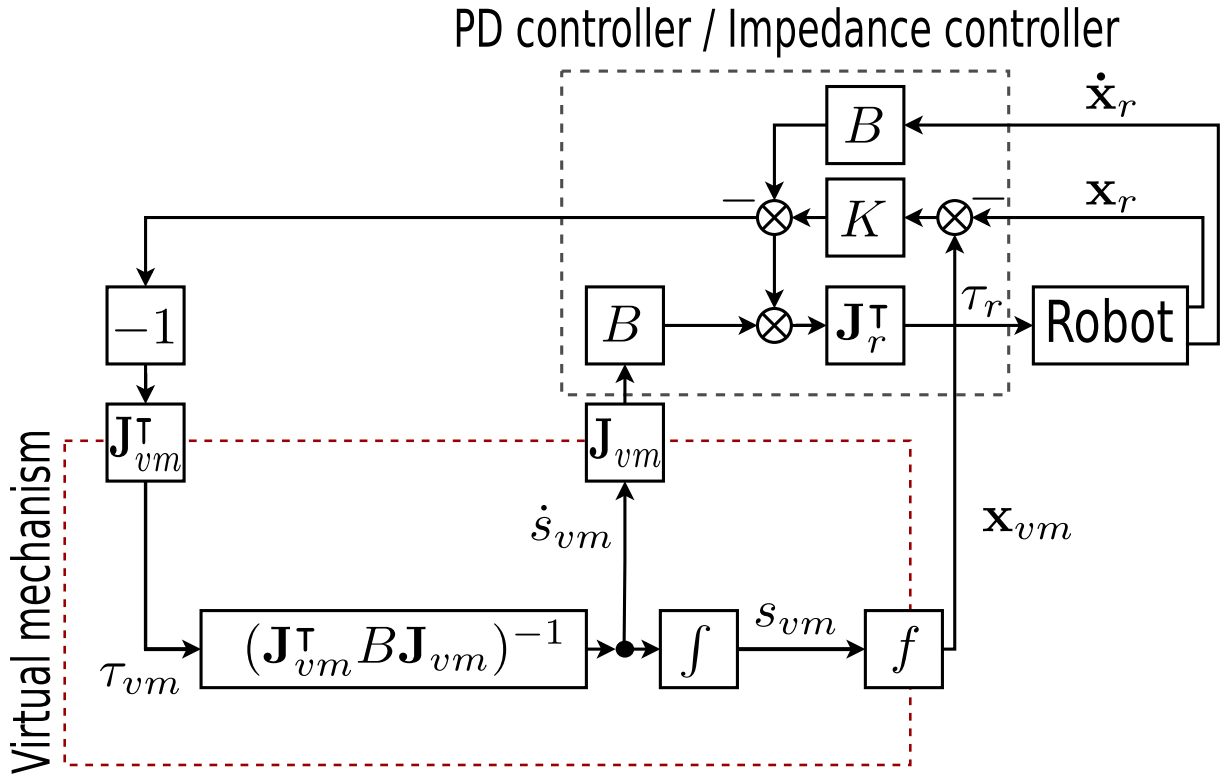 PD controller / Impedance controller
ẋ_r
B
− K − x_r
−1 B J_r^⊤ τ_r Robot
J_vm^⊤ J_vm
ṡ_vm x_vm
Virtual mechanism
τ_vm (J_vm^⊤ B J_vm)^−1 ∫ s_vm f